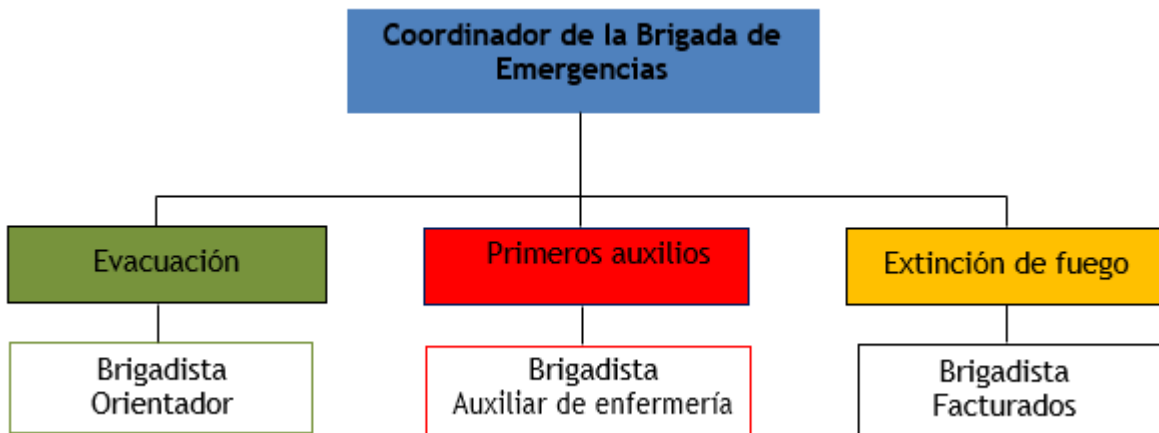 Coordinador de la Brigada de
Emergencias
Evacuación
Primeros auxilios
Extinción de fuego
Brigadista
Orientador
Brigadista
Auxiliar de enfermería
Brigadista
Facturados